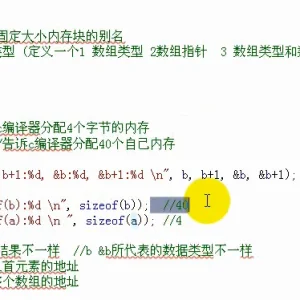 固定大小内存块的别名
类型 (定义一个1 数组类型 2数组指针 3 数组类型和
编译器分配4个字节的内存
告诉c编译器分配40个自己内存
b+1:%d, &b:%d, &b+1:%d \n", b, b+1, &b, &b+1);
f(b):%d \n", sizeof(b)); //40
f(a):%d \n ", sizeof(a)); //4
结果不一样 //b &b所代表的数据类型不一样
首元素的地址
个数组的地址